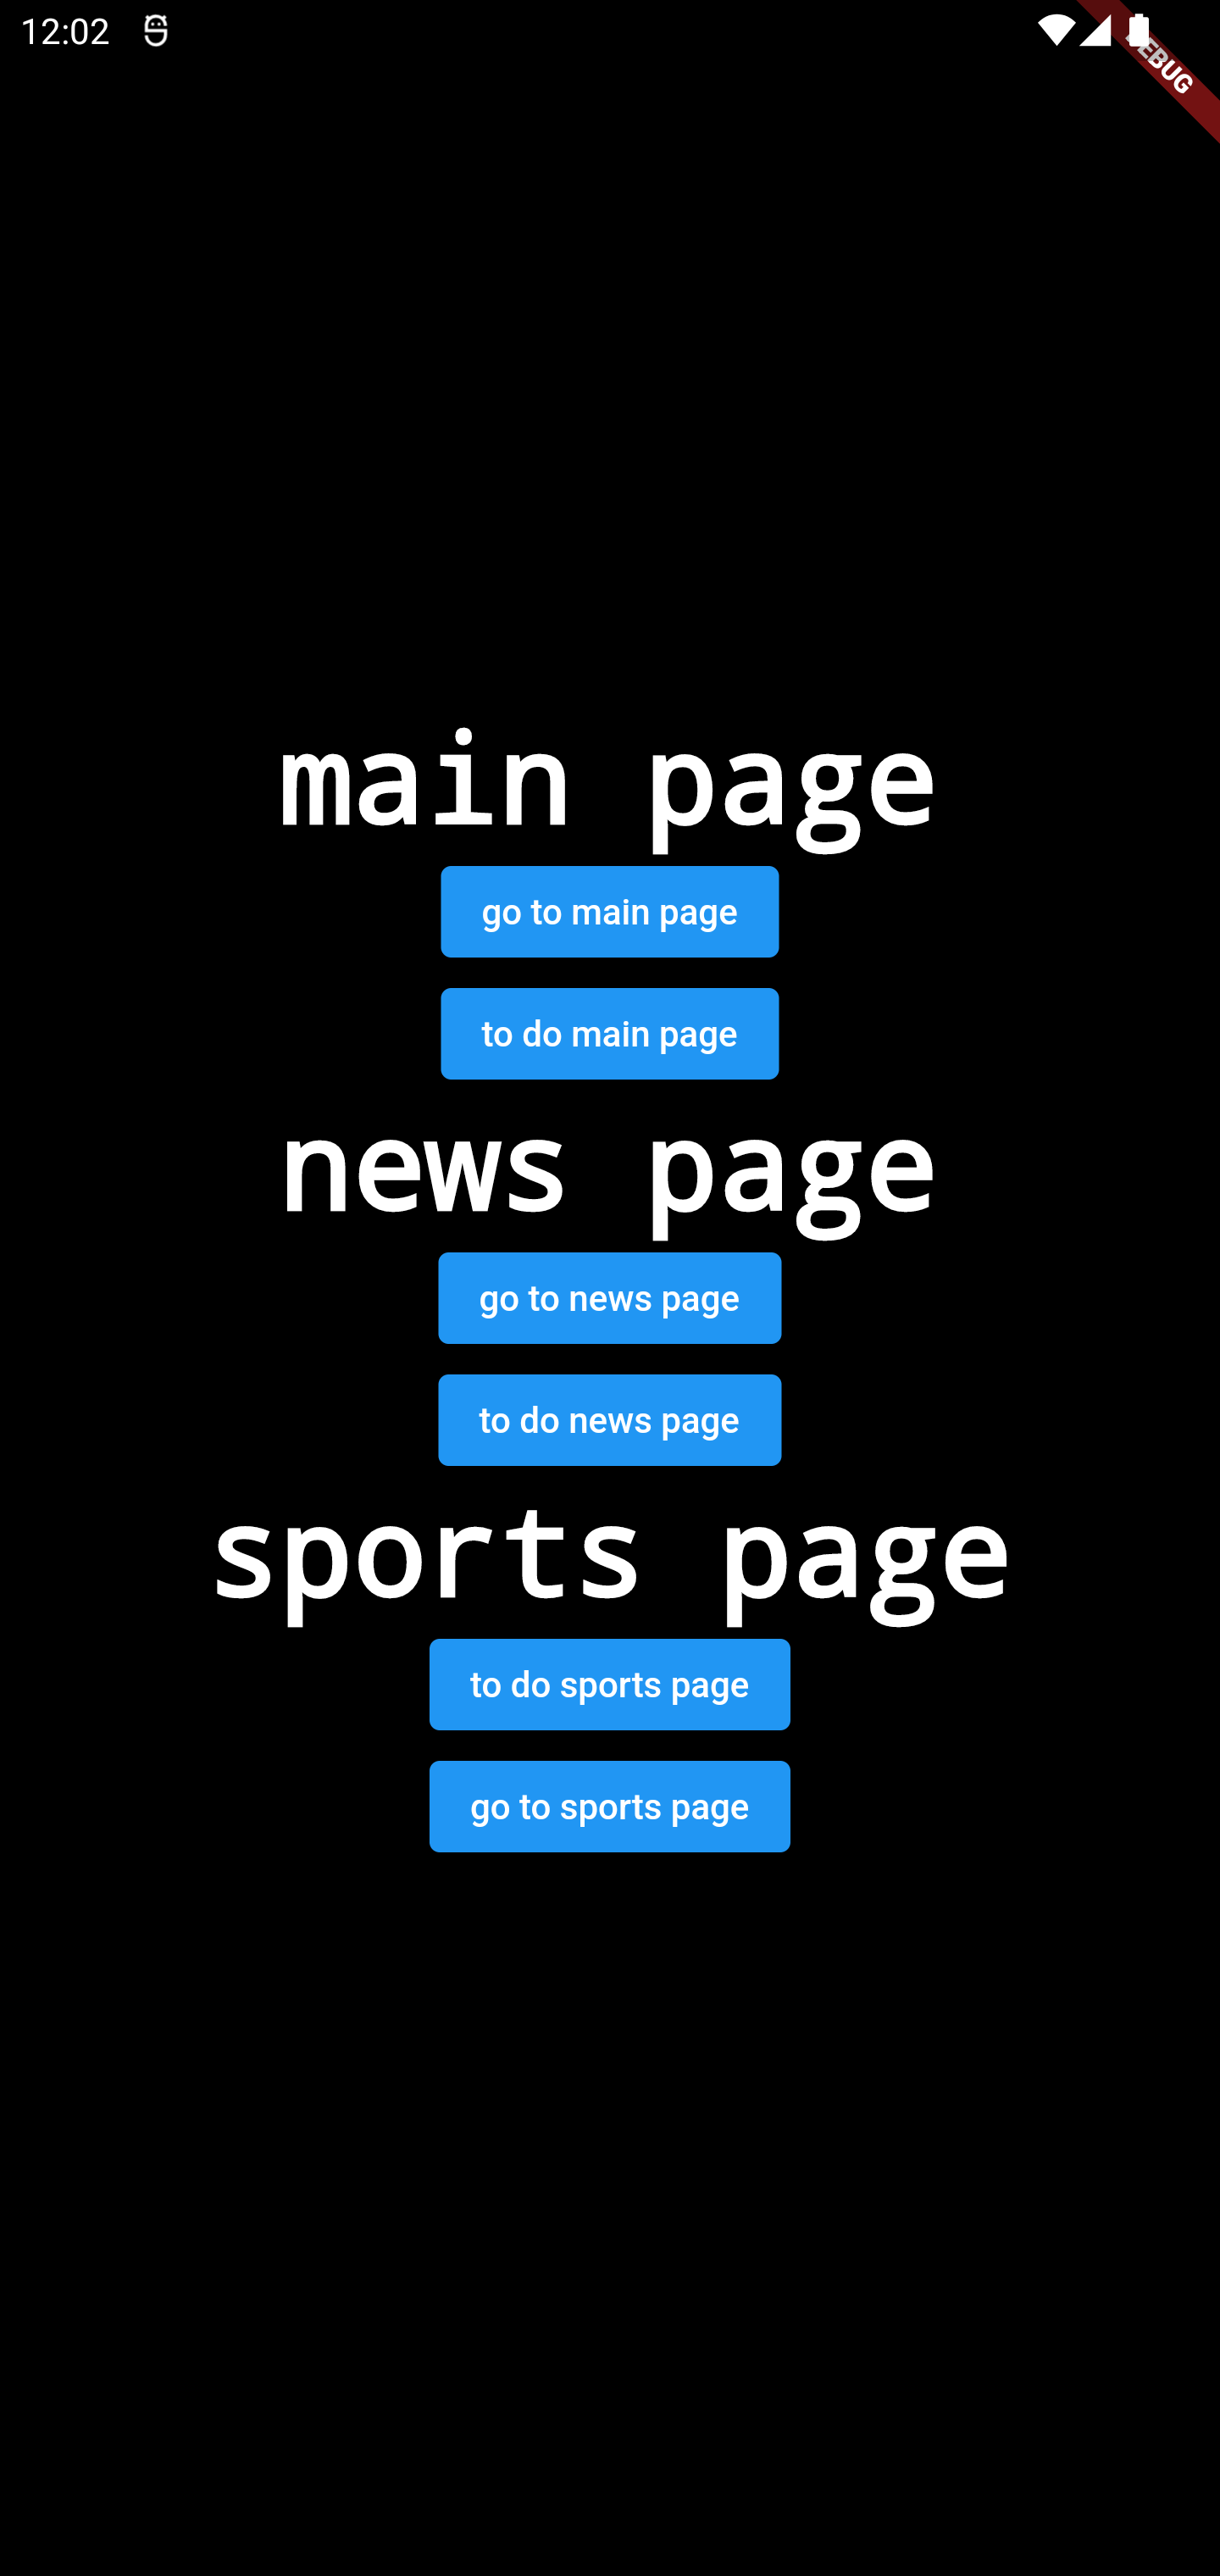 12:02
DEBUG
main page
go to main page
to do main page
news page
go to news page
to do news page
sports page
to do sports page
go to sports page